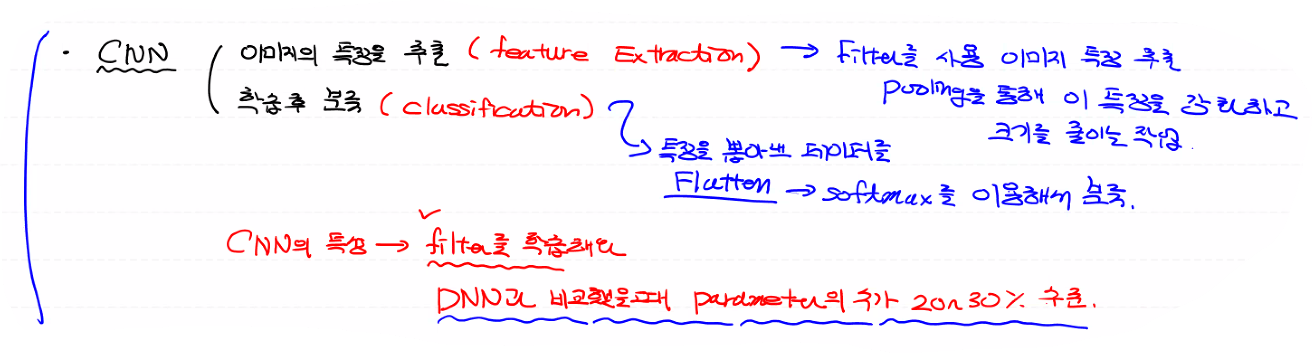 · CNN ( 이미지의 특징을 추출 (feature Extraction) → Filter를 사용 이미지 특징 추출
학습후 분류 (classification)
pooling을 통해 이 특징을 강화하고
크기를 줄이는 작업.
특징을 뽑아낸 데이터를
Flatten → softmax를 이용해서 분류.
CNN의 특징 → filter를 학습해요
DNN과 비교했을때 parameter의 수가 20~30% 수준.